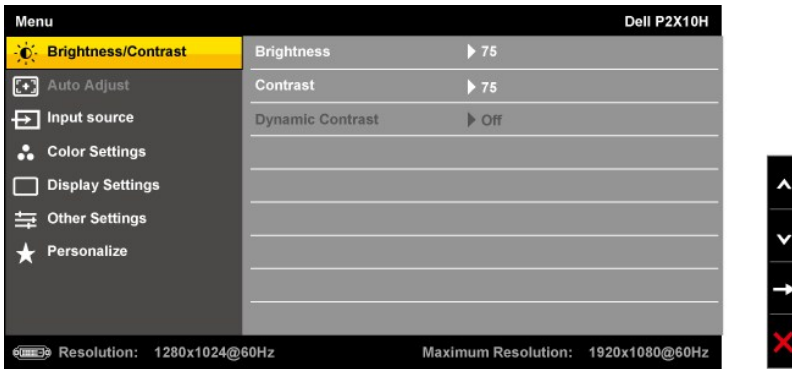 Menu Dell P2X10H
Brightness/Contrast Brightness 75
Auto Adjust Contrast 75
Input source Dynamic Contrast Off
Color Settings
Display Settings
Other Settings
Personalize
Resolution: 1280x1024@60Hz Maximum Resolution: 1920x1080@60Hz